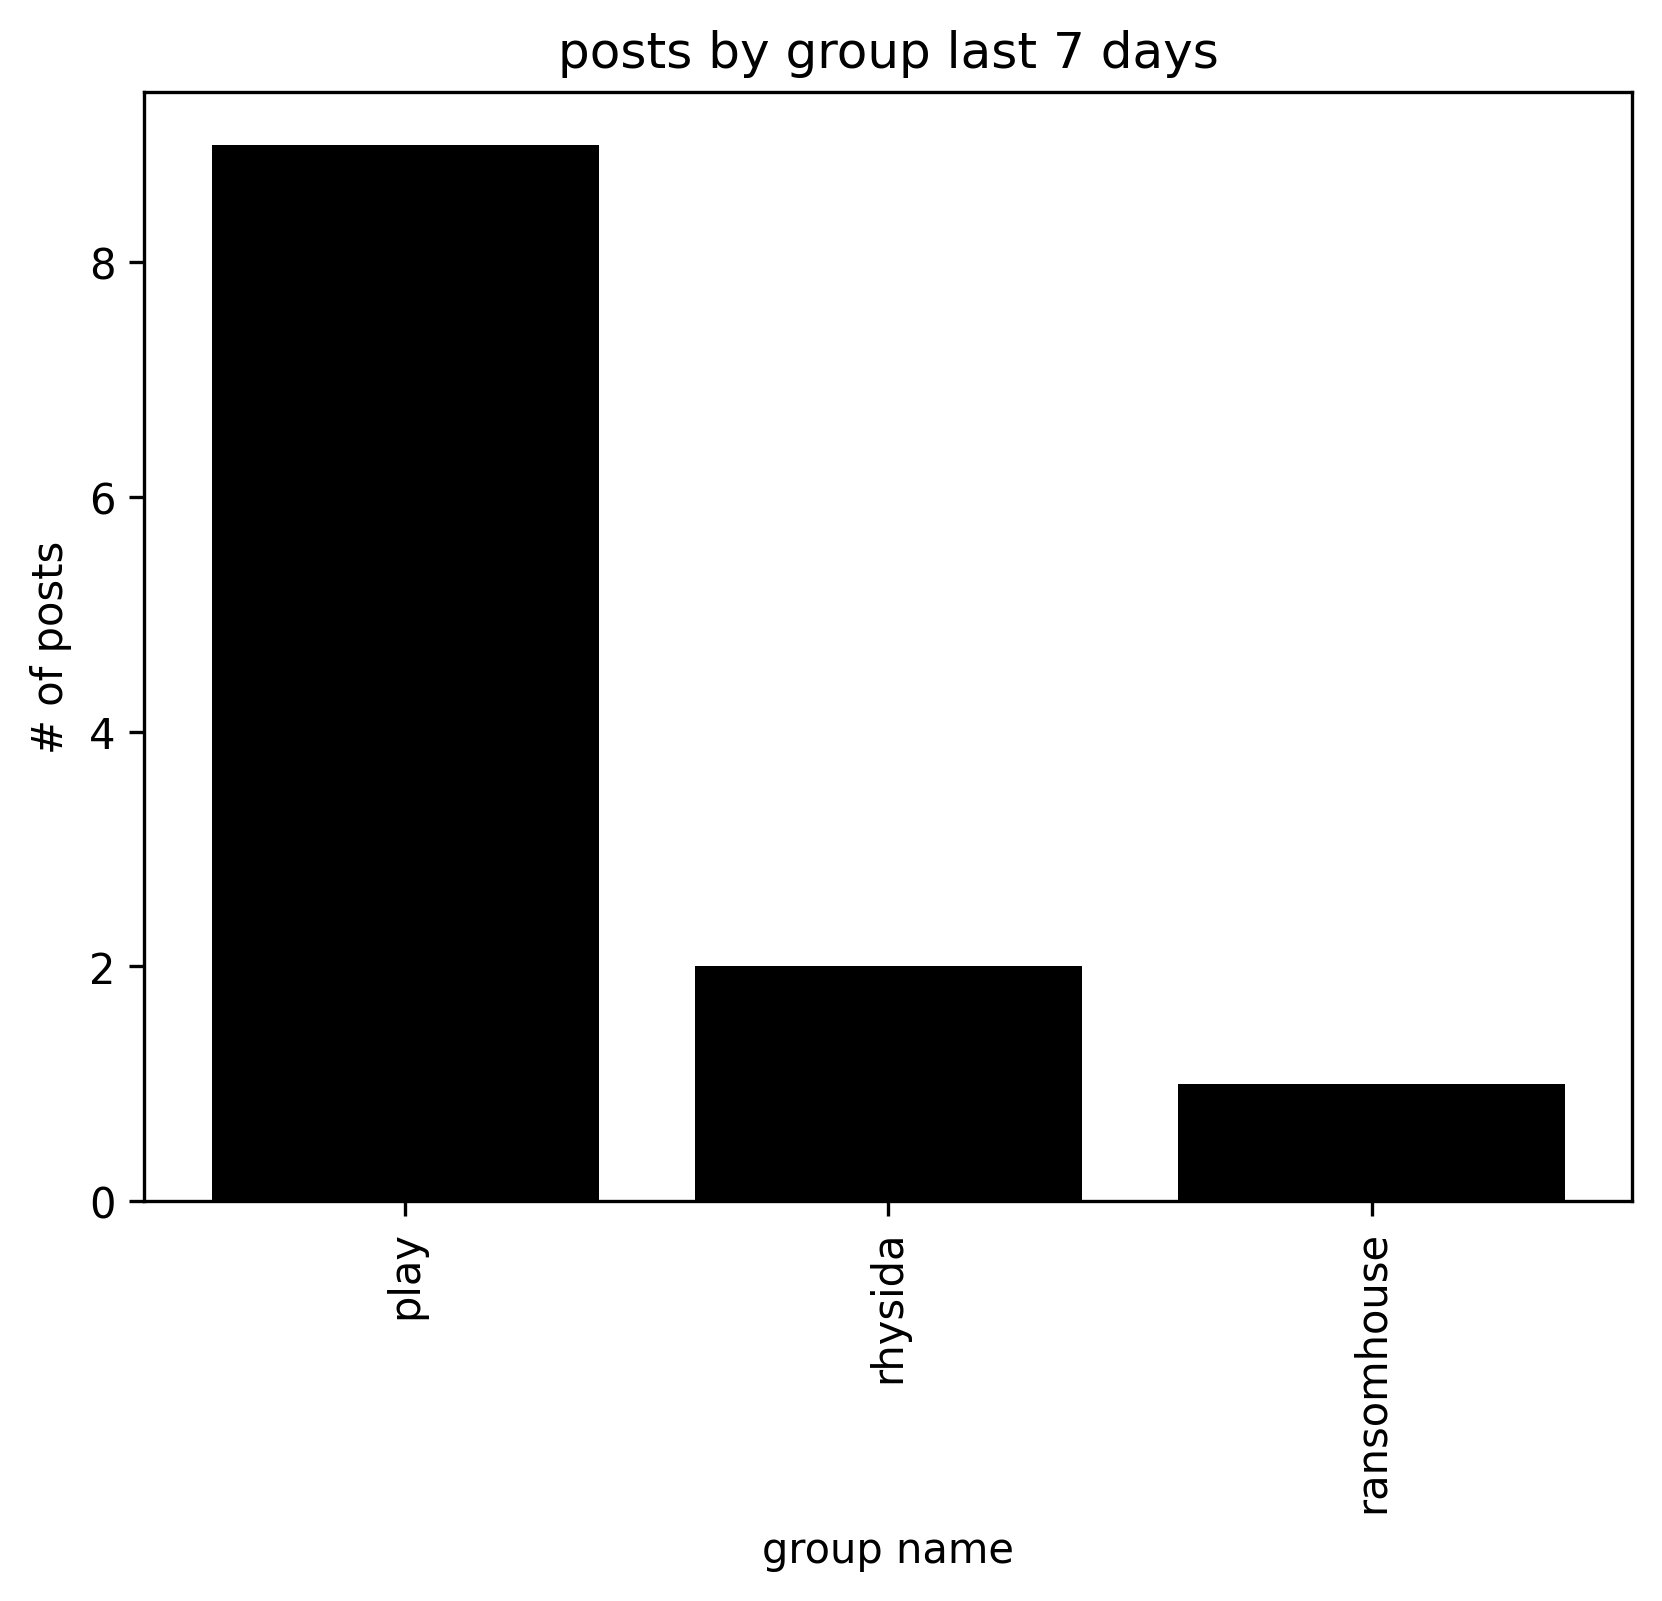 posts by group last 7 days
# of posts
8
6
4
2
0
play
rhysida
ransomhouse
group name